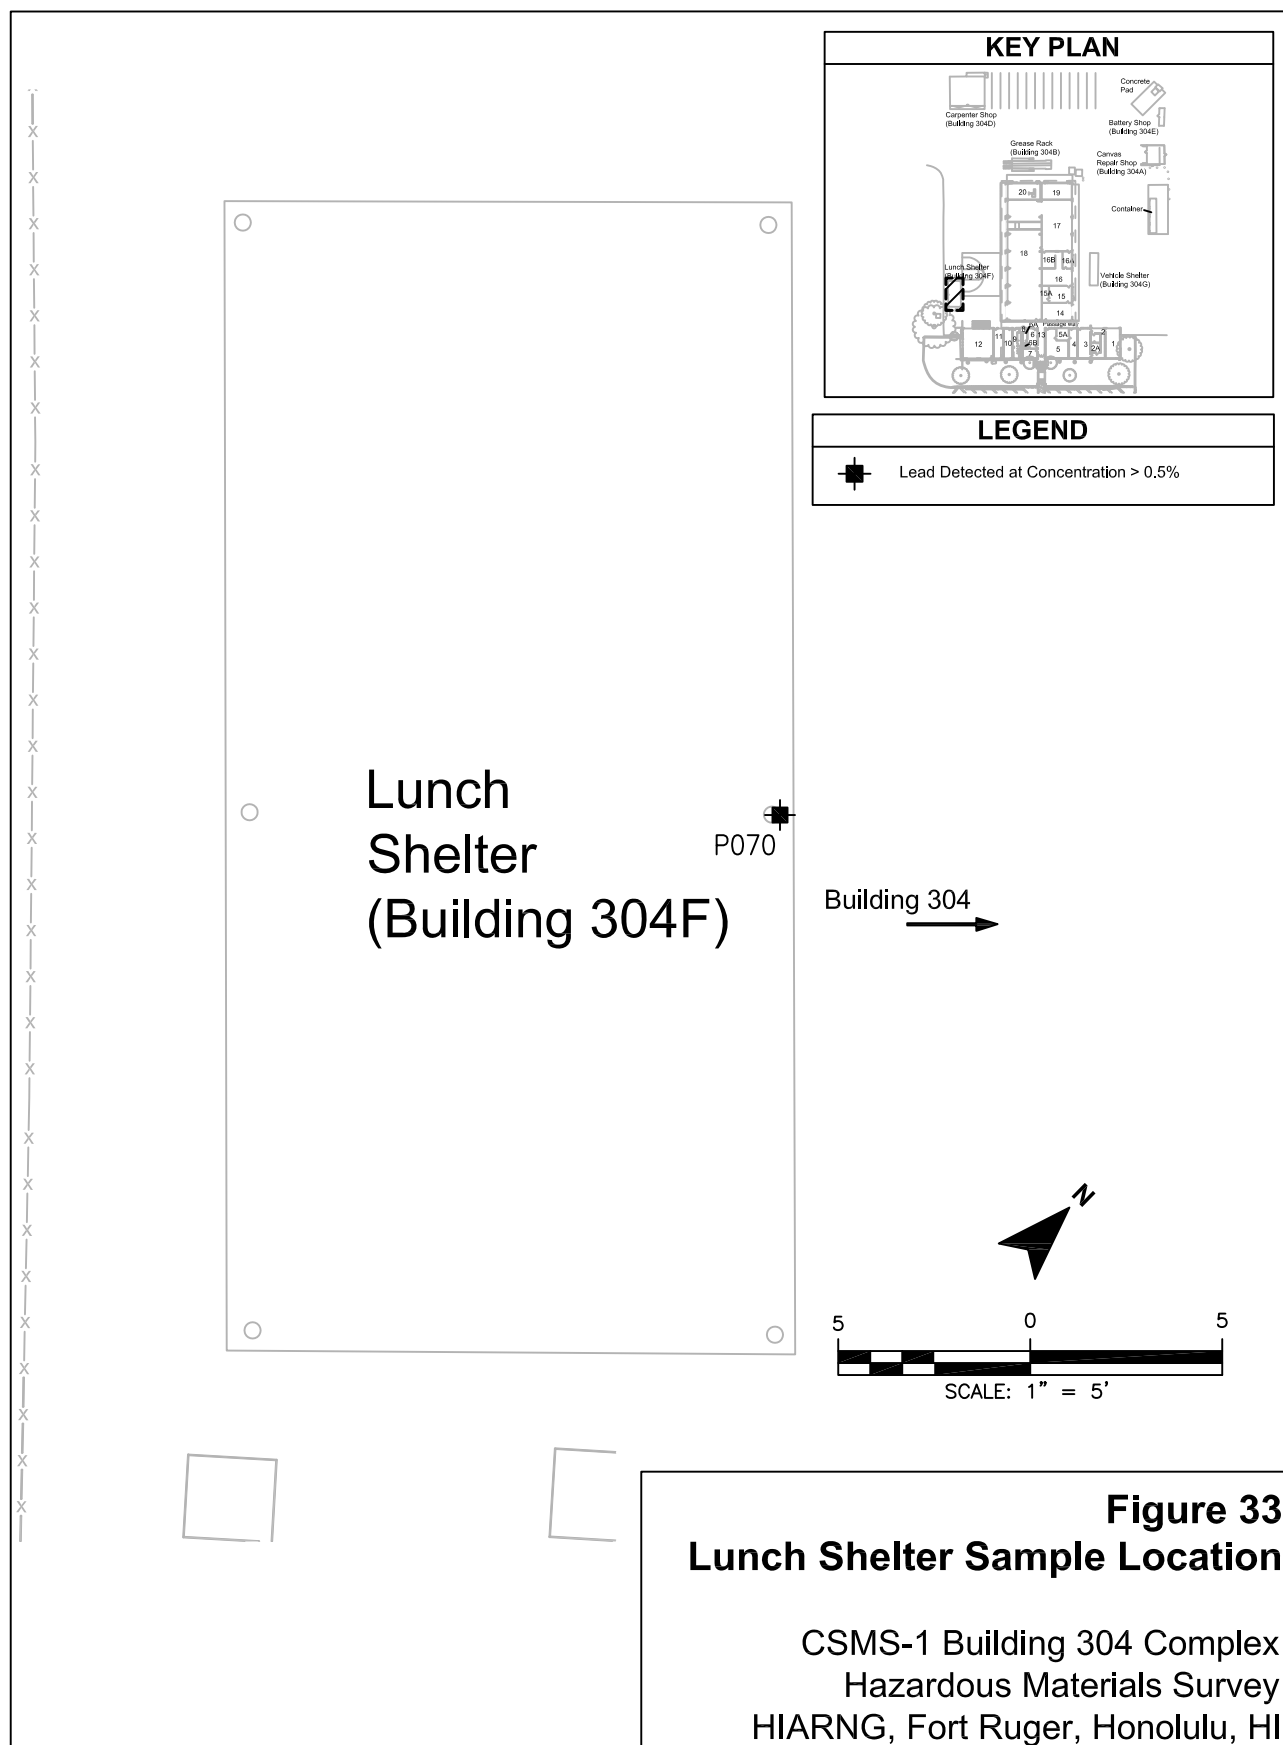 KEY PLAN
Concrete
Pad
Carpenter Shop
(Building 304D)
Battery Shop
(Building 304E)
Grease Rack
(Building 304B)
Canvas
Repair Shop
(Building 304A)
20
19
Container
17
18
16B
16A
Lunch Shelter
(Building 304F)
16
Vehicle Shelter
(Building 304G)
15A
15
14
12
11
10
9
6
6B
7
13
5A
5
4
3
2
2A
1
LEGEND
Lead Detected at Concentration > 0.5%
Lunch
Shelter
(Building 304F)
P070
Building 304
N
5 0 5
SCALE: 1" = 5'
Figure 33
Lunch Shelter Sample Location
CSMS-1 Building 304 Complex
Hazardous Materials Survey
HIARNG, Fort Ruger, Honolulu, HI